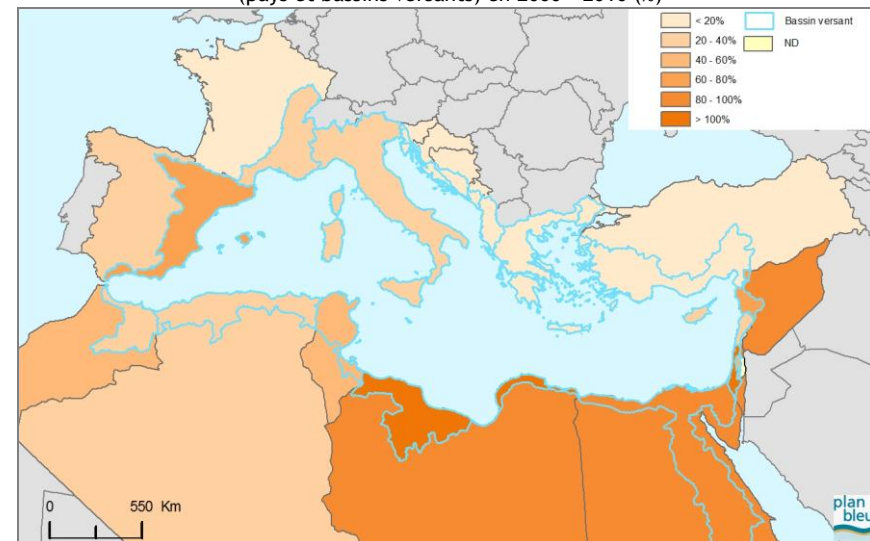 (pays et bassins versants) en 2005 - 2010 (%)
< 20%
Bassin versant
20 - 40%
ND
40 - 60%
60 - 80%
80 - 100%
> 100%
0 550 Km
plan
bleu